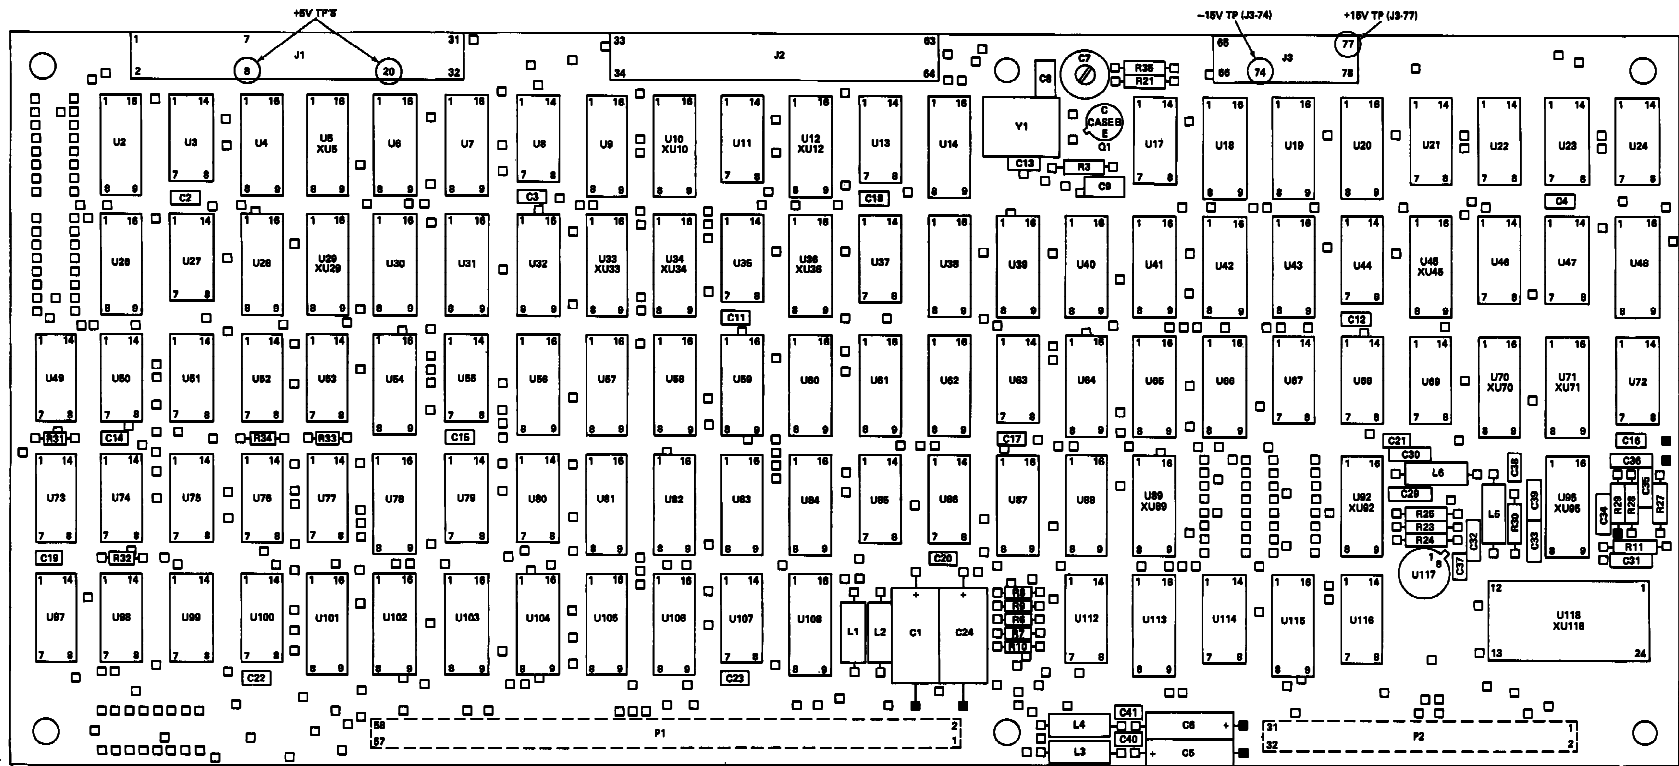 +5V TP'S
-15V TP (J3-74)
+15V TP (J3-77)
1 7 31
J1
2 8 20 32
33 63
J2
34 64
65 77
J3
66 74 78
C8 C7 R35 R21
Y1
C
CASE B
E
Q1
C13 R3 C9
U2 U3 U4 U5 XU5 U6 U7 U8 U9 U10 XU10 U11 U12 XU12 U13 U14 U17 U18 U19 U20 U21 U22 U23 U24
C2 C3 C18 C4
U26 U27 U28 U29 XU29 U30 U31 U32 U33 XU33 U34 XU34 U35 U36 XU36 U37 U38 U39 U40 U41 U42 U43 U44 U45 XU45 U46 U47 U48
C11 C12
U49 U50 U51 U52 U53 U54 U55 U56 U57 U58 U59 U60 U61 U62 U63 U64 U65 U66 U67 U68 U69 U70 XU70 U71 XU71 U72
R31 C14 R34 R33 C15 C17 C21 C16
C30 C36
L6 C38 C35
U73 U74 U75 U76 U77 U78 U79 U80 U81 U82 U83 U84 U85 U86 U87 U88 U89 XU89 U92 XU92 U95 XU95
C29 R25 R23 R24 C32 L5 R30 C39 C33 C34 R29 R28 R27
C19 R32 C20 C37 R11 C31
1
8
U117
U97 U98 U99 U100 U101 U102 U103 U104 U105 U106 U107 U108 L1 L2 C1 C24 U112 U113 U114 U115 U116
R8
R9
R6
R7
R10
12 1
U118
XU118
13 24
C22 C23
58 2
P1
57 1
L4 C41 C6 +
L3 C40 + C5
31 1
P2
32 2